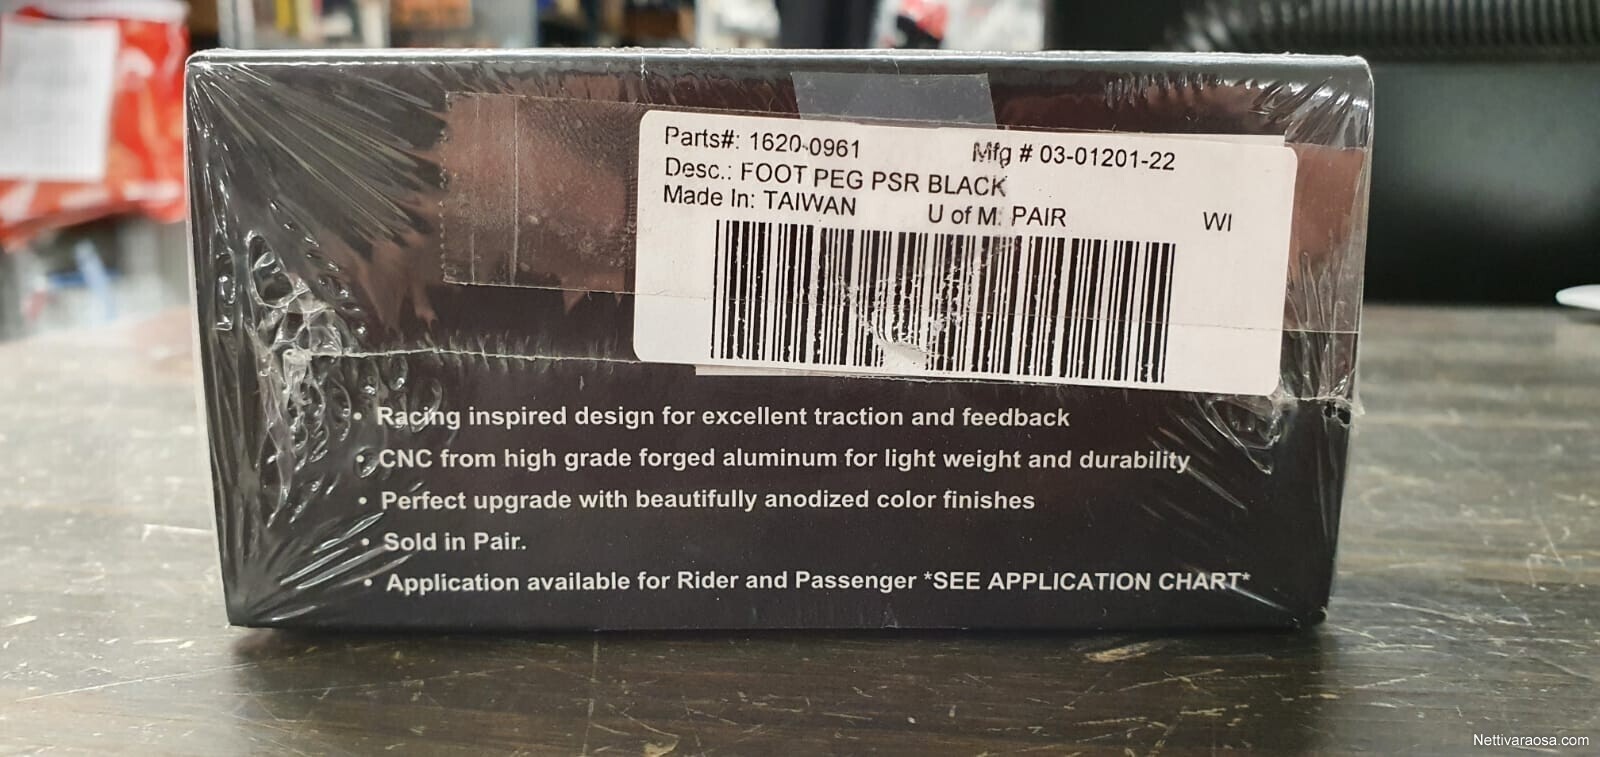 Parts#: 1620-0961 Mfg # 03-01201-22
Desc.: FOOT PEG PSR BLACK
Made In: TAIWAN U of M: PAIR WI
• Racing inspired design for excellent traction and feedback
• CNC from high grade forged aluminum for light weight and durability
• Perfect upgrade with beautifully anodized color finishes
• Sold in Pair.
• Application available for Rider and Passenger *SEE APPLICATION CHART*
Nettivaraosa.com